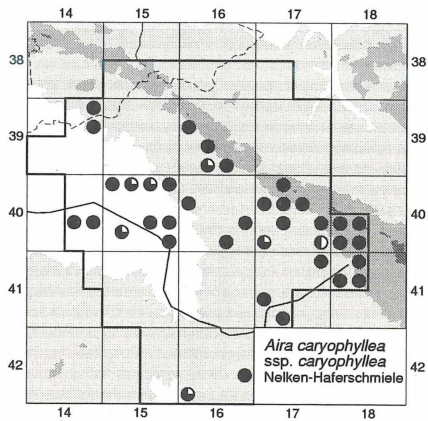 14 15 16 17 18
38 38
39 39
40 40
41 41
42 42
Aira caryophyllea
ssp. caryophyllea
Nelken-Haferschmiele
14 15 16 17 18